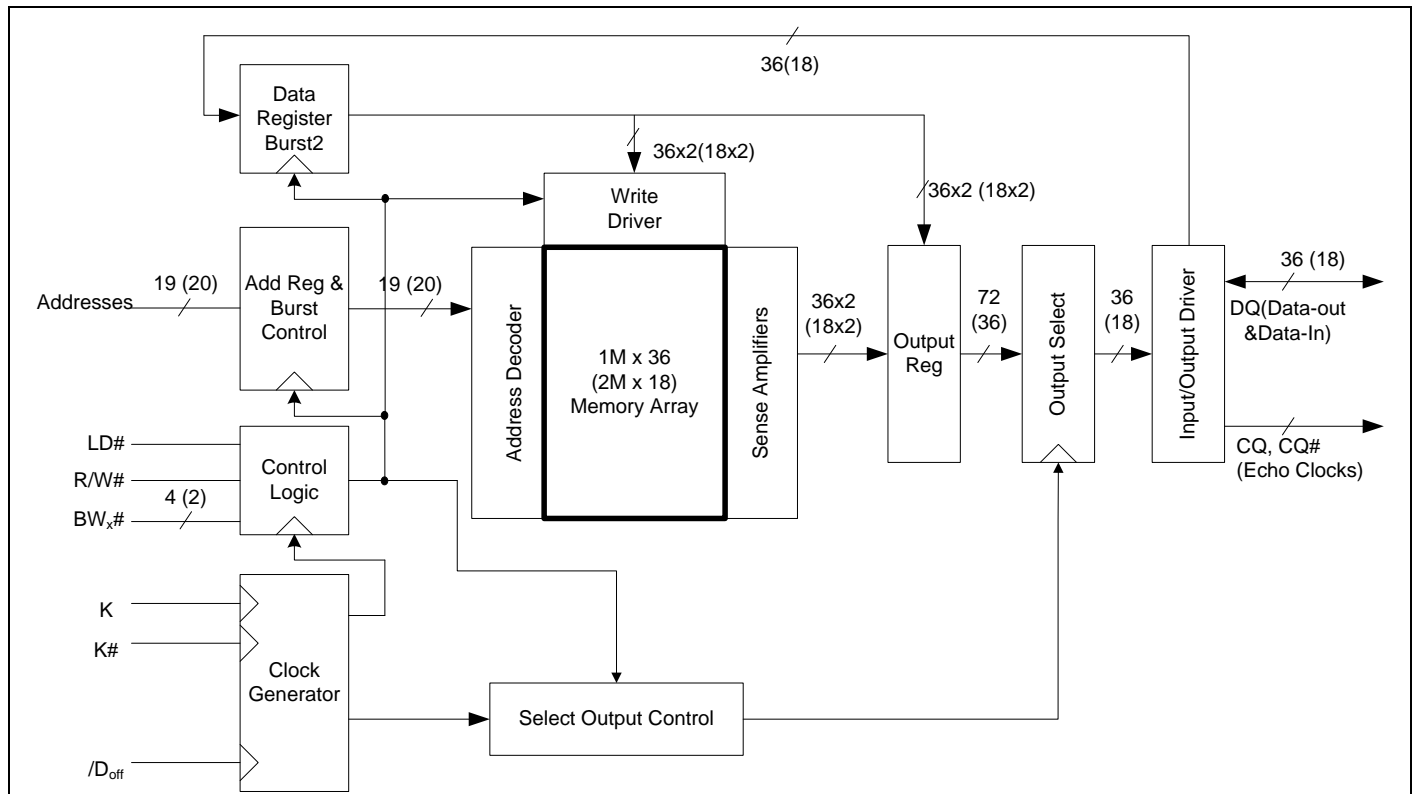 36(18)
Data
Register
Burst2
36x2(18x2)
Write
Driver
36x2 (18x2)
Addresses
19 (20)
Add Reg &
Burst
Control
19 (20)
Address Decoder
1M x 36
(2M x 18)
Memory Array
Sense Amplifiers
36x2
(18x2)
Output
Reg
72
(36)
Output Select
36
(18)
Input/Output Driver
36 (18)
DQ(Data-out
&Data-In)
CQ, CQ#
(Echo Clocks)
LD#
R/W#
4 (2)
BWx#
Control
Logic
K
K#
/Doff
Clock
Generator
Select Output Control